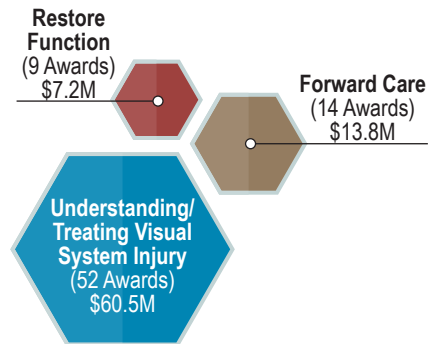 Restore
Function
(9 Awards)
$7.2M
Forward Care
(14 Awards)
$13.8M
Understanding/
Treating Visual
System Injury
(52 Awards)
$60.5M